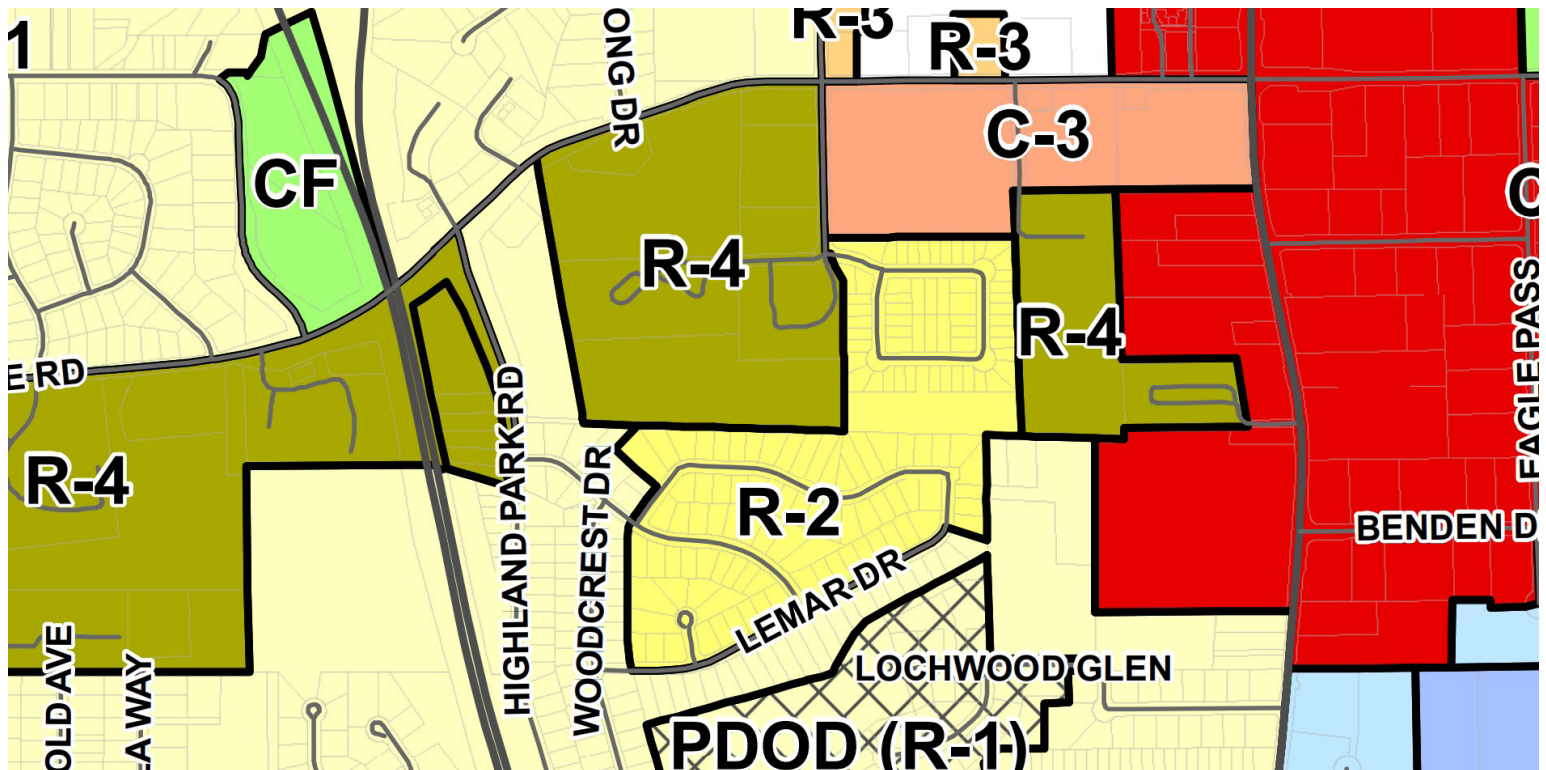 1
R-3
R-3
ONG DR
C-3
CF
R-4
R-4
E RD
EAGLE PASS
R-4
HIGHLAND PARK RD
WOODCREST DR
R-2
BENDEN D
LEMAR DR
LOCHWOOD GLEN
OLD AVE
A WAY
PDOD (R-1)